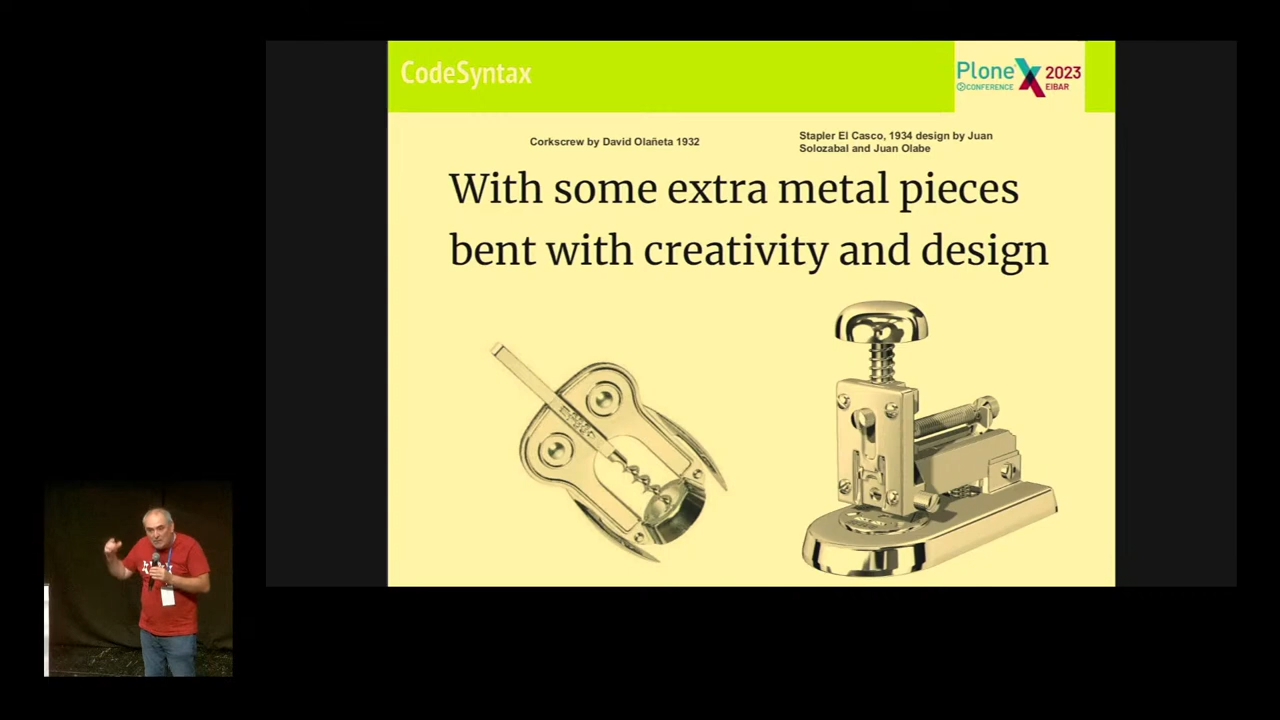 CodeSyntax
Plone X 2023
CONFERENCE EIBAR
Corkscrew by David Olañeta 1932
Stapler El Casco, 1934 design by Juan
Solozabal and Juan Olabe
With some extra metal pieces
bent with creativity and design